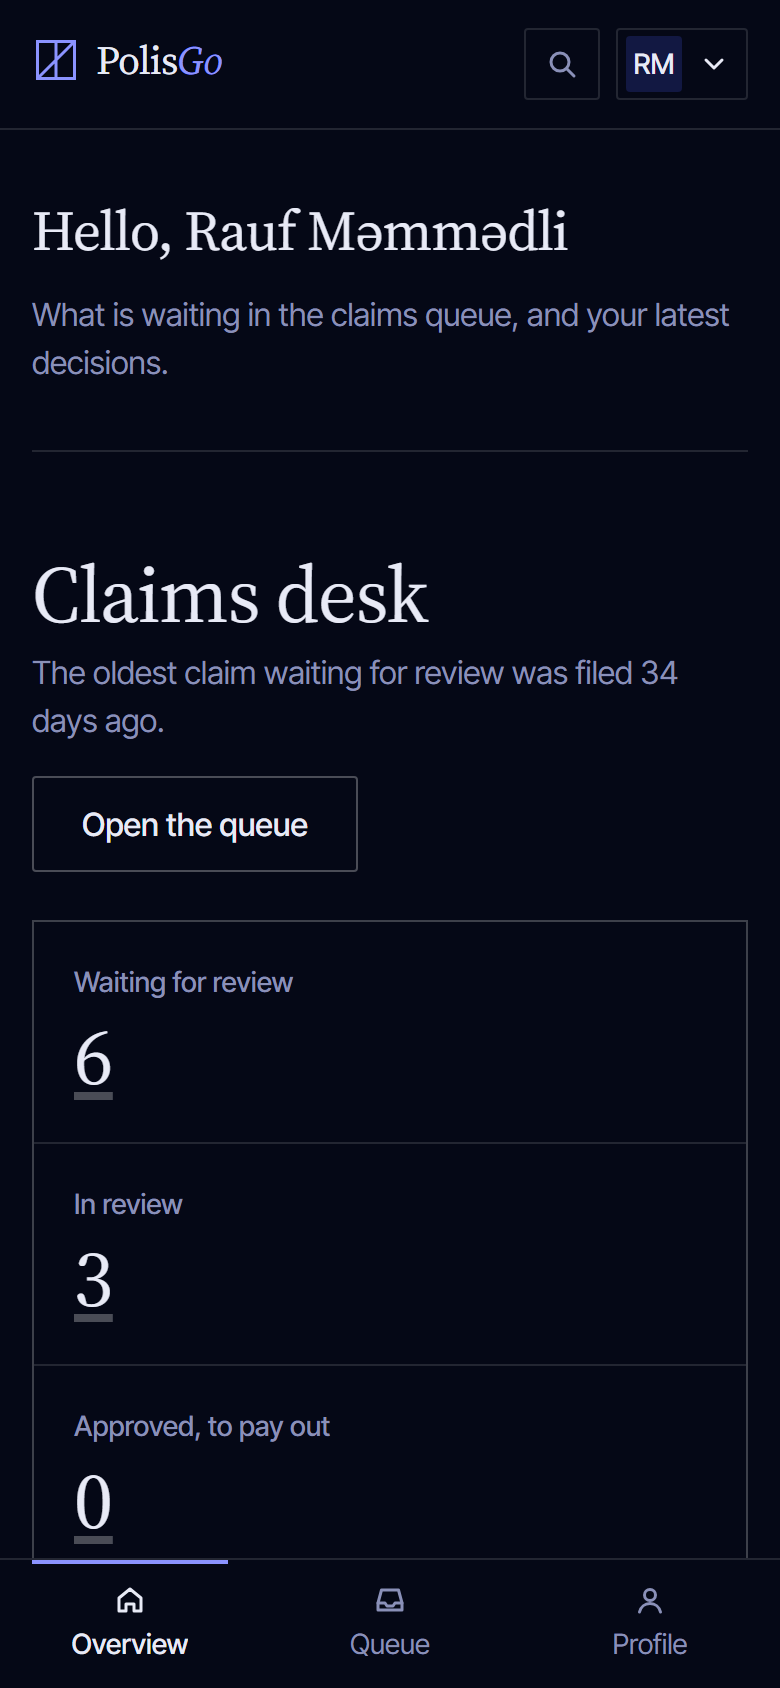 PolisGo
RM
Hello, Rauf Məmmədli
What is waiting in the claims queue, and your latest
decisions.
Claims desk
The oldest claim waiting for review was filed 34
days ago.
Open the queue
Waiting for review
6
In review
3
Approved, to pay out
0
Overview
Queue
Profile